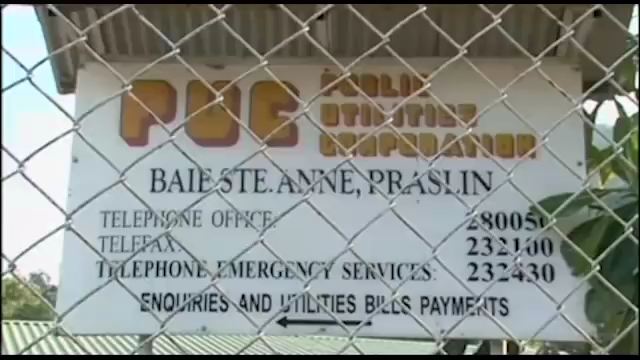 PUC PUBLIC
UTILITIES
CORPORATION
BAIE STE. ANNE, PRASLIN
TELEPHONE OFFICE: 280050
TELEFAX: 232100
TELEPHONE EMERGENCY SERVICES: 232430
ENQUIRIES AND UTILITIES BILLS PAYMENTS